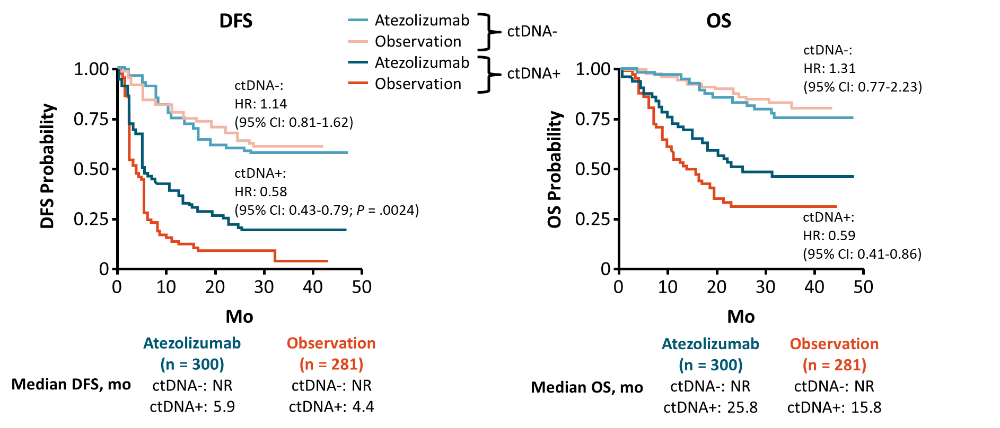 DFS
Atezolizumab
Observation
ctDNA-
Atezolizumab
Observation
ctDNA+
1.00
0.75
0.50
0.25
0
DFS Probability
ctDNA-:
HR: 1.14
(95% CI: 0.81-1.62)
ctDNA+:
HR: 0.58
(95% CI: 0.43-0.79; P = .0024)
0 10 20 30 40 50
Mo
Atezolizumab Observation
(n = 300) (n = 281)
Median DFS, mo
ctDNA-: NR ctDNA-: NR
ctDNA+: 5.9 ctDNA+: 4.4
OS
1.00
0.75
0.50
0.25
0
OS Probability
ctDNA-:
HR: 1.31
(95% CI: 0.77-2.23)
ctDNA+:
HR: 0.59
(95% CI: 0.41-0.86)
0 10 20 30 40 50
Mo
Atezolizumab Observation
(n = 300) (n = 281)
Median OS, mo
ctDNA-: NR ctDNA-: NR
ctDNA+: 25.8 ctDNA+: 15.8